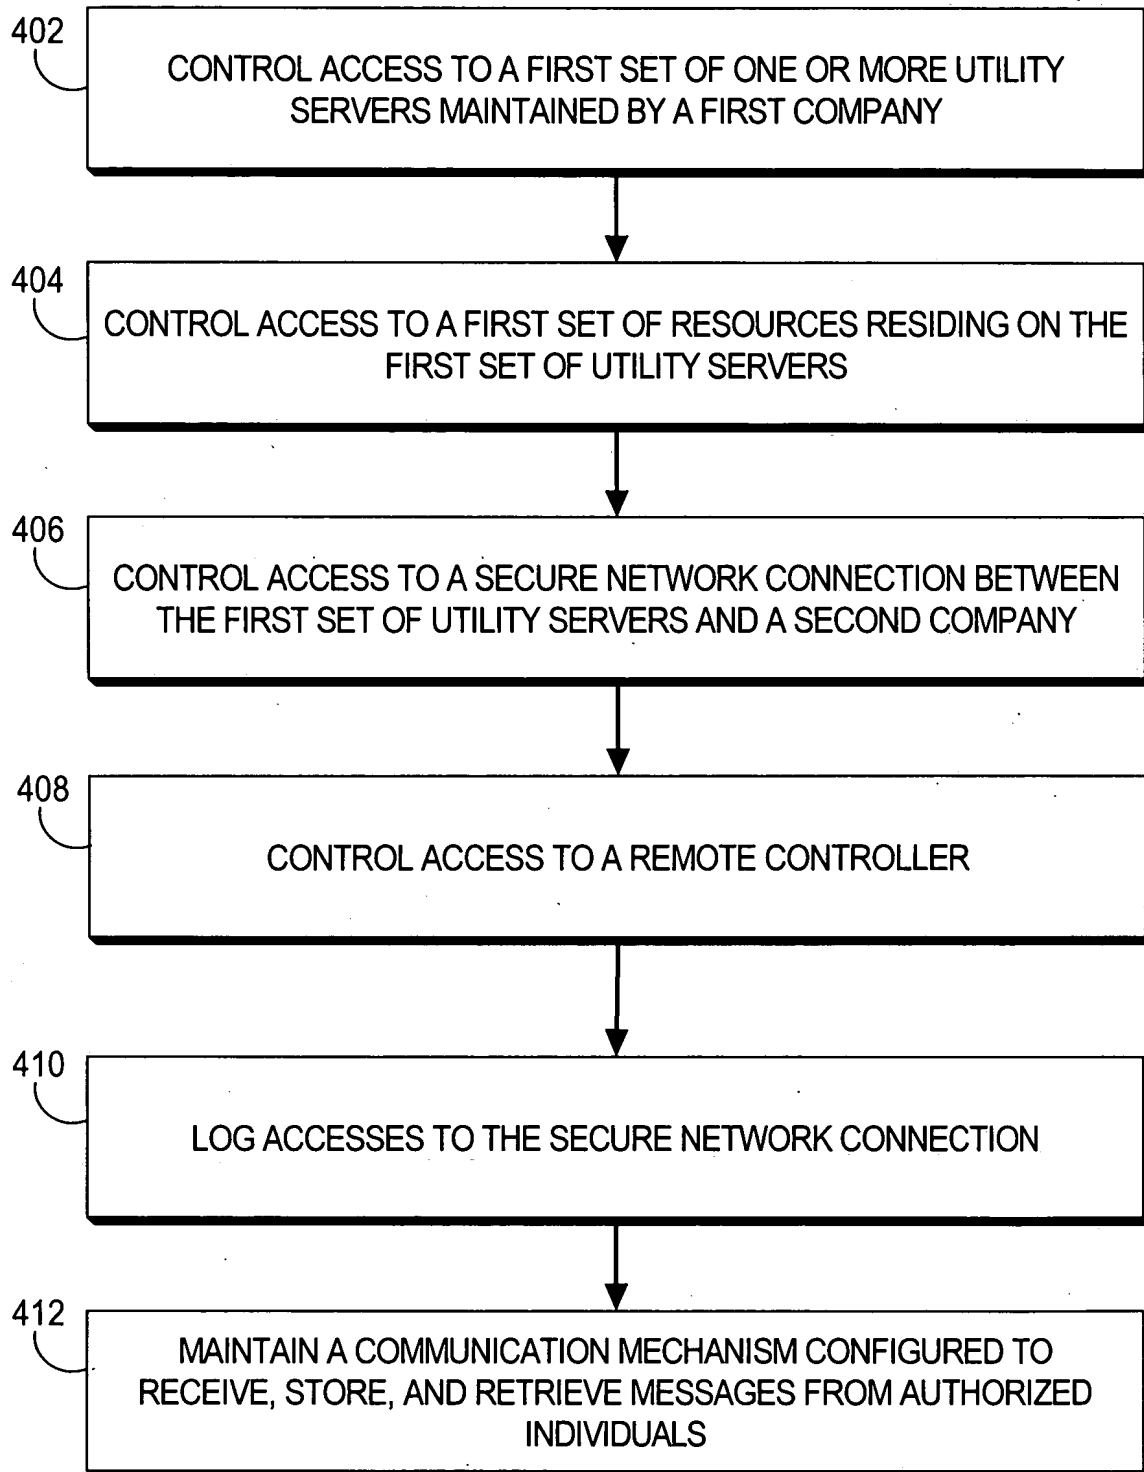 402
CONTROL ACCESS TO A FIRST SET OF ONE OR MORE UTILITY
SERVERS MAINTAINED BY A FIRST COMPANY
404
CONTROL ACCESS TO A FIRST SET OF RESOURCES RESIDING ON THE
FIRST SET OF UTILITY SERVERS
406
CONTROL ACCESS TO A SECURE NETWORK CONNECTION BETWEEN
THE FIRST SET OF UTILITY SERVERS AND A SECOND COMPANY
408
CONTROL ACCESS TO A REMOTE CONTROLLER
410
LOG ACCESSES TO THE SECURE NETWORK CONNECTION
412
MAINTAIN A COMMUNICATION MECHANISM CONFIGURED TO
RECEIVE, STORE, AND RETRIEVE MESSAGES FROM AUTHORIZED
INDIVIDUALS